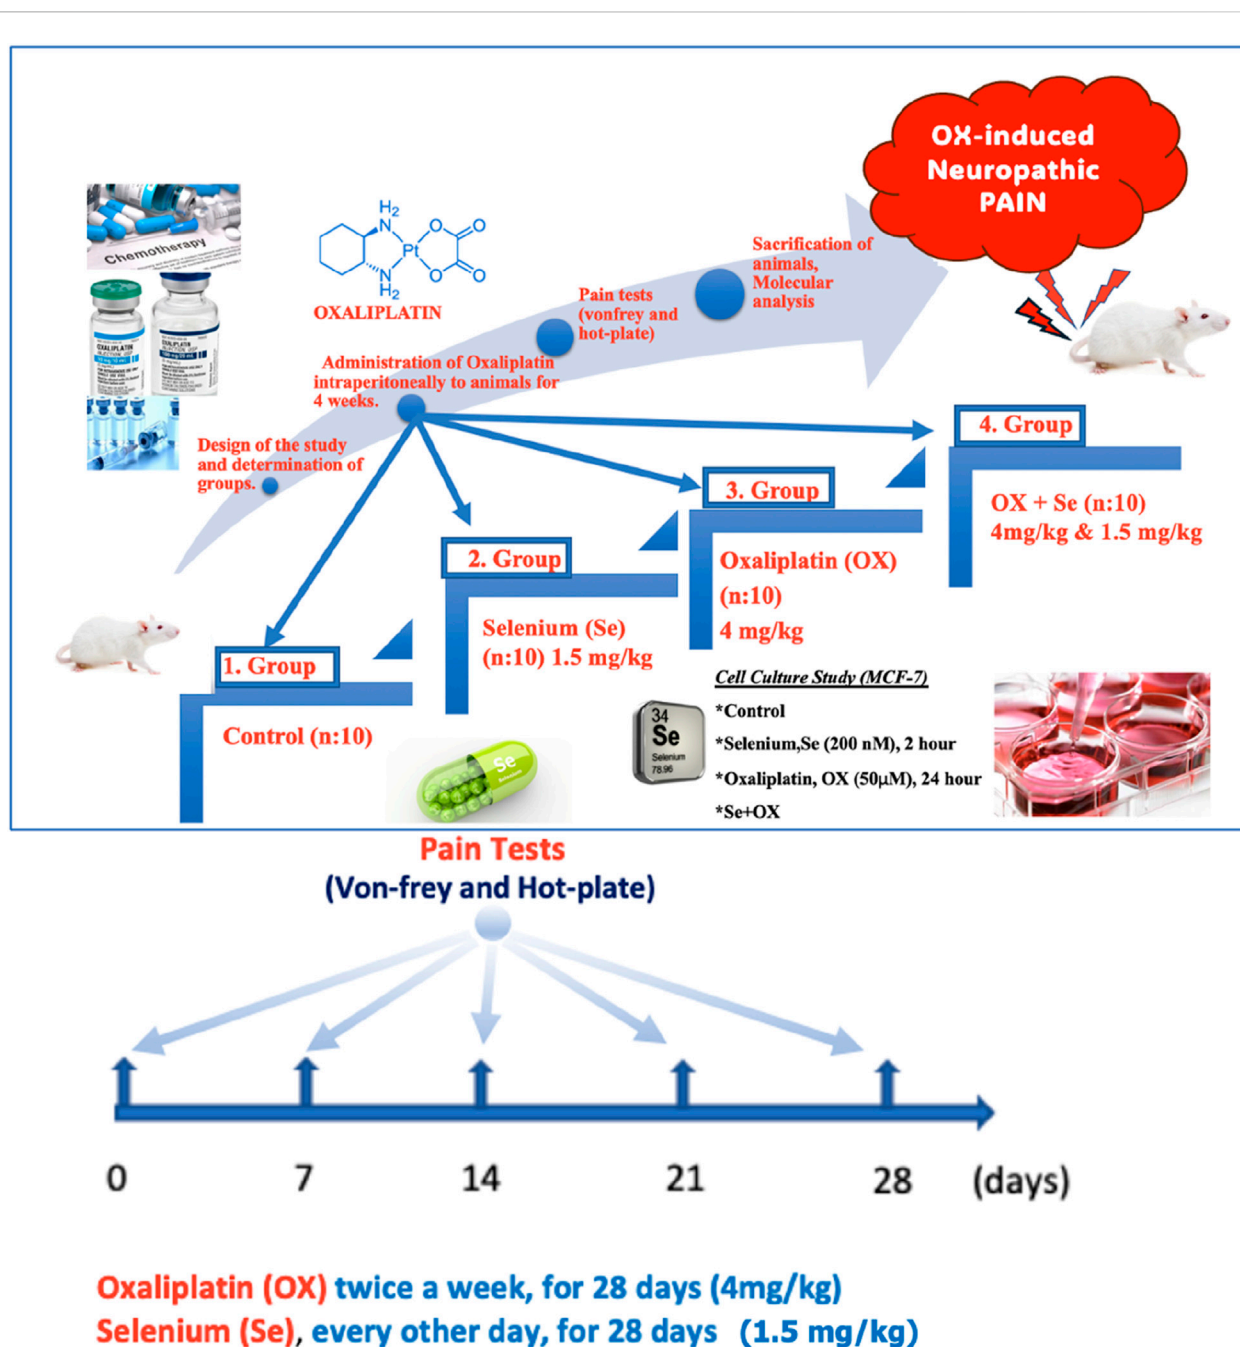 OX-induced
Neuropathic
PAIN
Chemotherapy
H2
N
O
O
Pt
O
O
N
H2
OXALIPLATIN
OXALIPLATIN
OXALIPLATIN
Sacrification of
animals,
Molecular
analysis
Pain tests
(vonfrey and
hot-plate)
Administration of Oxaliplatin
intraperitoneally to animals for
4 weeks.
Design of the study
and determination of
groups.
4. Group
OX + Se (n:10)
4mg/kg & 1.5 mg/kg
3. Group
Oxaliplatin (OX)
(n:10)
4 mg/kg
2. Group
Selenium (Se)
(n:10) 1.5 mg/kg
1. Group
Control (n:10)
Se
34
Se
Selenium
78.96
Cell Culture Study (MCF-7)
*Control
*Selenium,Se (200 nM), 2 hour
*Oxaliplatin, OX (50μM), 24 hour
*Se+OX
Pain Tests
(Von-frey and Hot-plate)
0 7 14 21 28 (days)
Oxaliplatin (OX) twice a week, for 28 days (4mg/kg)
Selenium (Se), every other day, for 28 days (1.5 mg/kg)